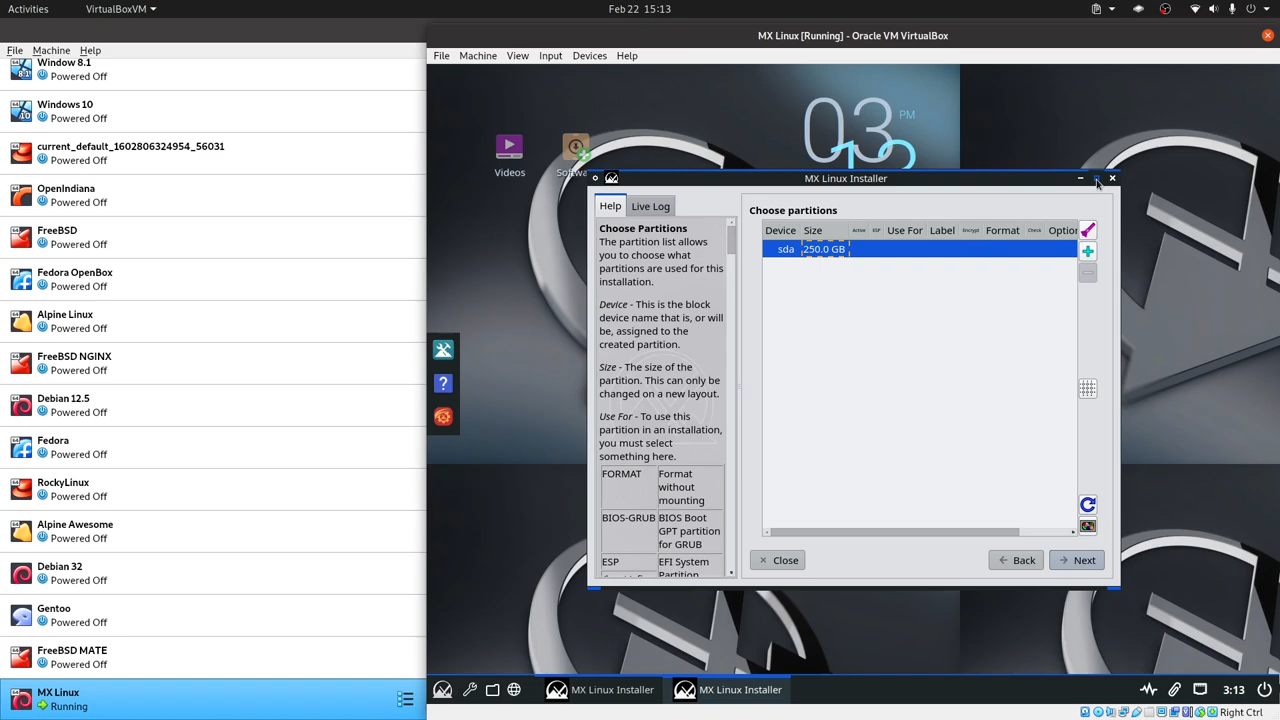 Activities
VirtualBoxVM
Feb 22 15:13
File Machine Help
Window 8.1
Powered Off
Windows 10
Powered Off
current_default_1602806324954_56031
Powered Off
OpenIndiana
Powered Off
FreeBSD
Powered Off
Fedora OpenBox
Powered Off
Alpine Linux
Powered Off
FreeBSD NGINX
Powered Off
Debian 12.5
Powered Off
Fedora
Powered Off
RockyLinux
Powered Off
Alpine Awesome
Powered Off
Debian 32
Powered Off
Gentoo
Powered Off
FreeBSD MATE
Powered Off
MX Linux
Running
MX Linux [Running] - Oracle VM VirtualBox
File Machine View Input Devices Help
03 PM
Videos
MX Linux Installer
Help Live Log
Choose Partitions
The partition list allows
you to choose what
partitions are used for this
installation.
Device - This is the block
device name that is, or will
be, assigned to the
created partition.
Size - The size of the
partition. This can only be
changed on a new layout.
Use For - To use this
partition in an installation,
you must select
something here.
FORMAT Format
without
mounting
BIOS-GRUB BIOS Boot
GPT partition
for GRUB
ESP EFI System
Partition
Choose partitions
Device Size Active ESP Use For Label Encrypt Format Check Option
sda 250.0 GB
Close Back Next
MX Linux Installer
MX Linux Installer
3:13
Right Ctrl